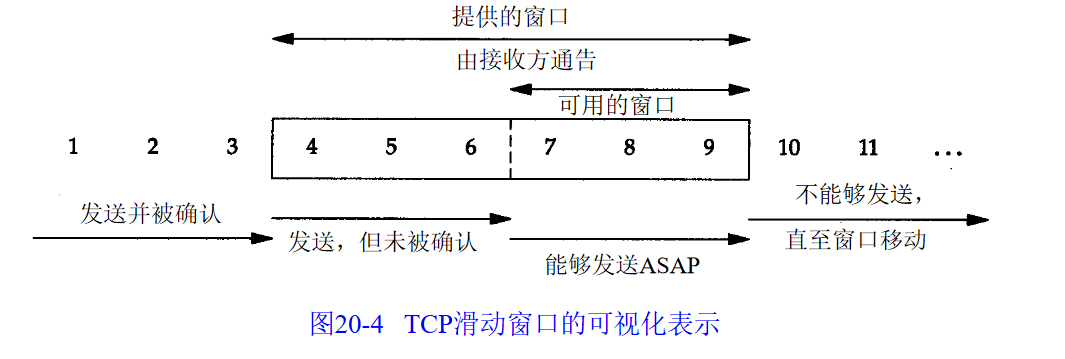 提供的窗口
由接收方通告
可用的窗口
1 2 3 4 5 6 7 8 9 10 11 ...
发送并被确认
发送，但未被确认
能够发送ASAP
不能够发送，
直至窗口移动
图20-4 TCP滑动窗口的可视化表示